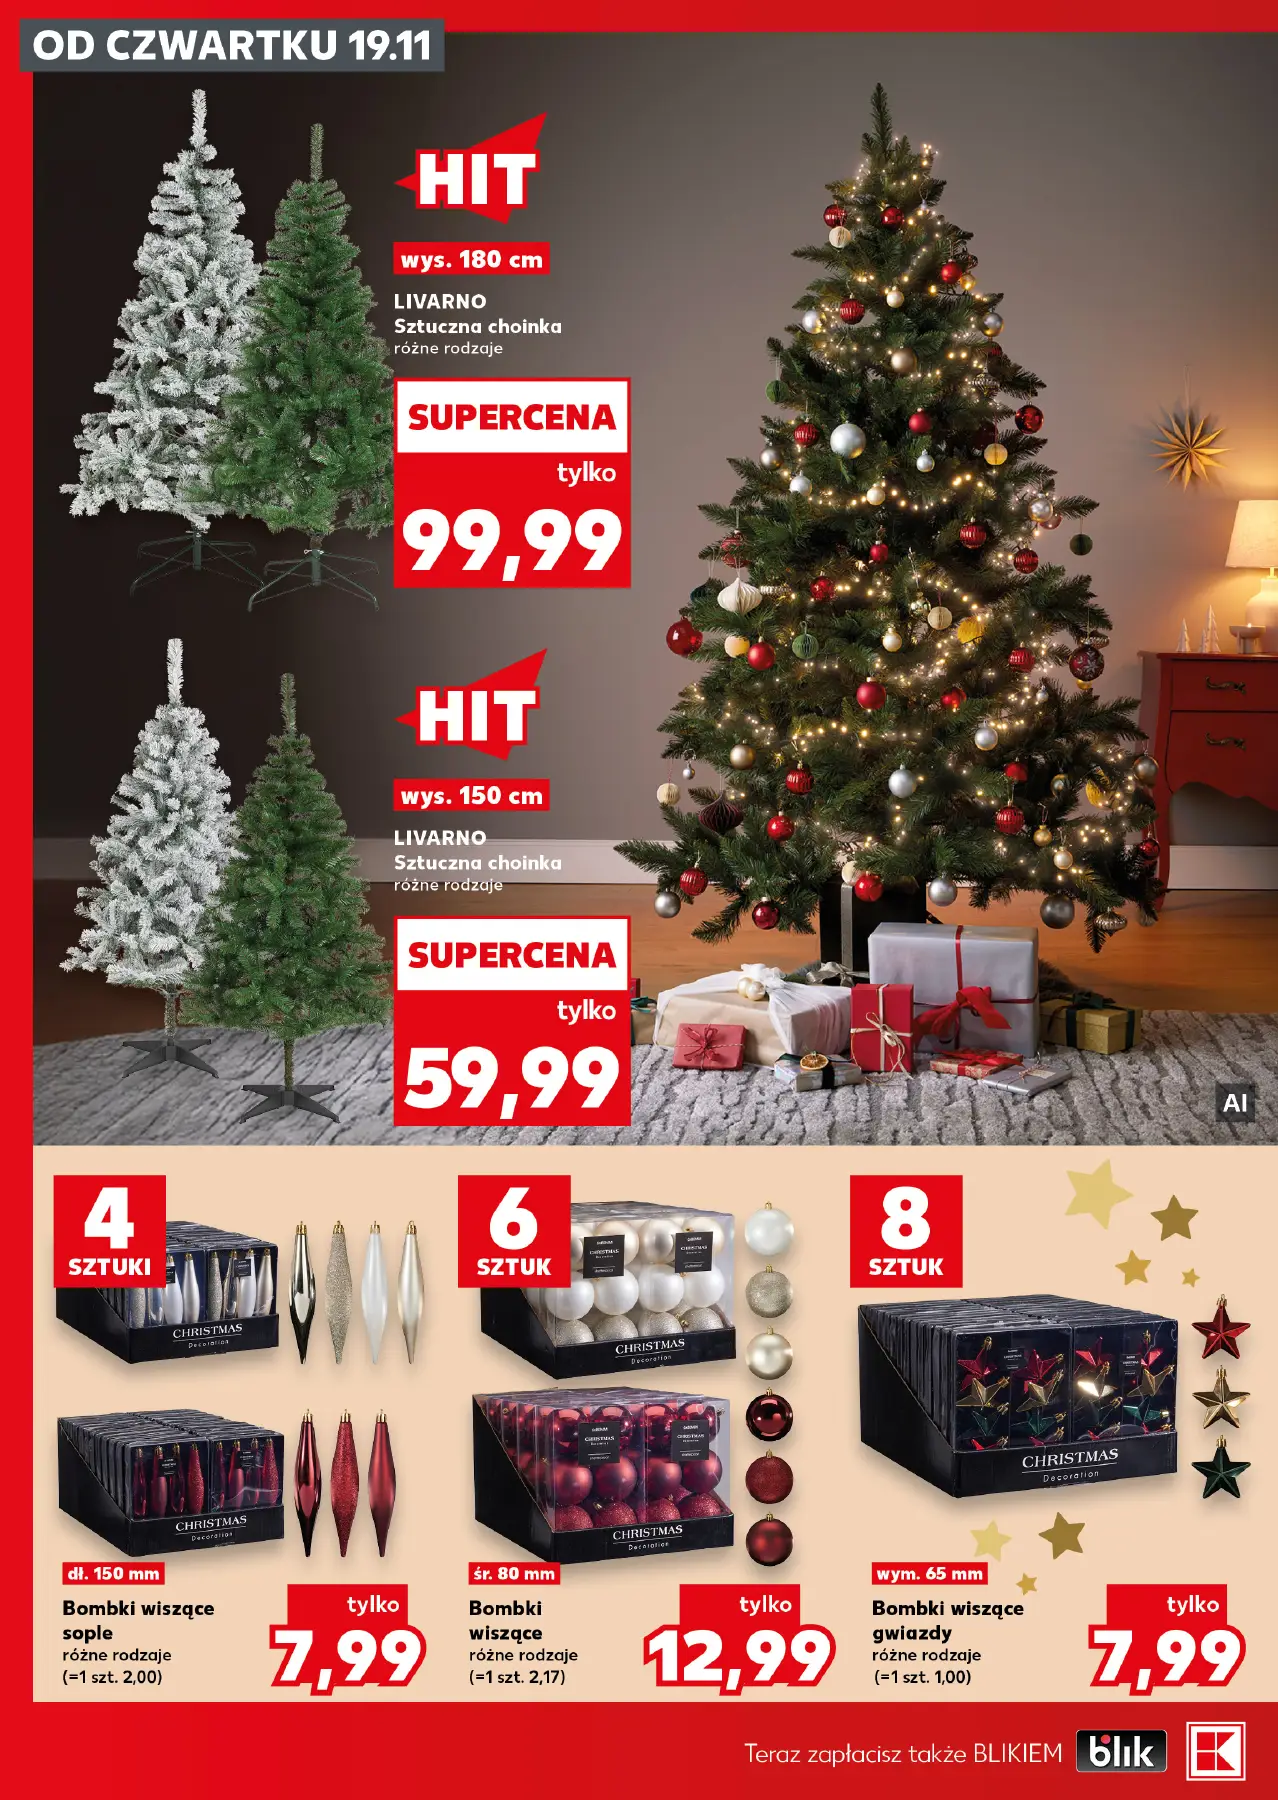 OD CZWARTKU 19.11
HIT
wys. 180 cm
LIVARNO
Sztuczna choinka
różne rodzaje
SUPERCENA
tylko
99,99
HIT
wys. 150 cm
LIVARNO
Sztuczna choinka
różne rodzaje
SUPERCENA
tylko
59,99
AI
4
SZTUKI
CHRISTMAS
Decoration
CHRISTMAS
Decoration
dł. 150 mm
Bombki wiszące
sople
różne rodzaje
(=1 szt. 2,00)
tylko
7,99
6
SZTUK
CHRISTMAS
CHRISTMAS
CHRISTMAS
Decoration
CHRISTMAS
CHRISTMAS
CHRISTMAS
Decoration
śr. 80 mm
Bombki
wiszące
różne rodzaje
(=1 szt. 2,17)
tylko
12,99
8
SZTUK
CHRISTMAS
Decoration
wym. 65 mm
Bombki wiszące
gwiazdy
różne rodzaje
(=1 szt. 1,00)
tylko
7,99
Teraz zapłacisz także BLIKIEM
blik
K